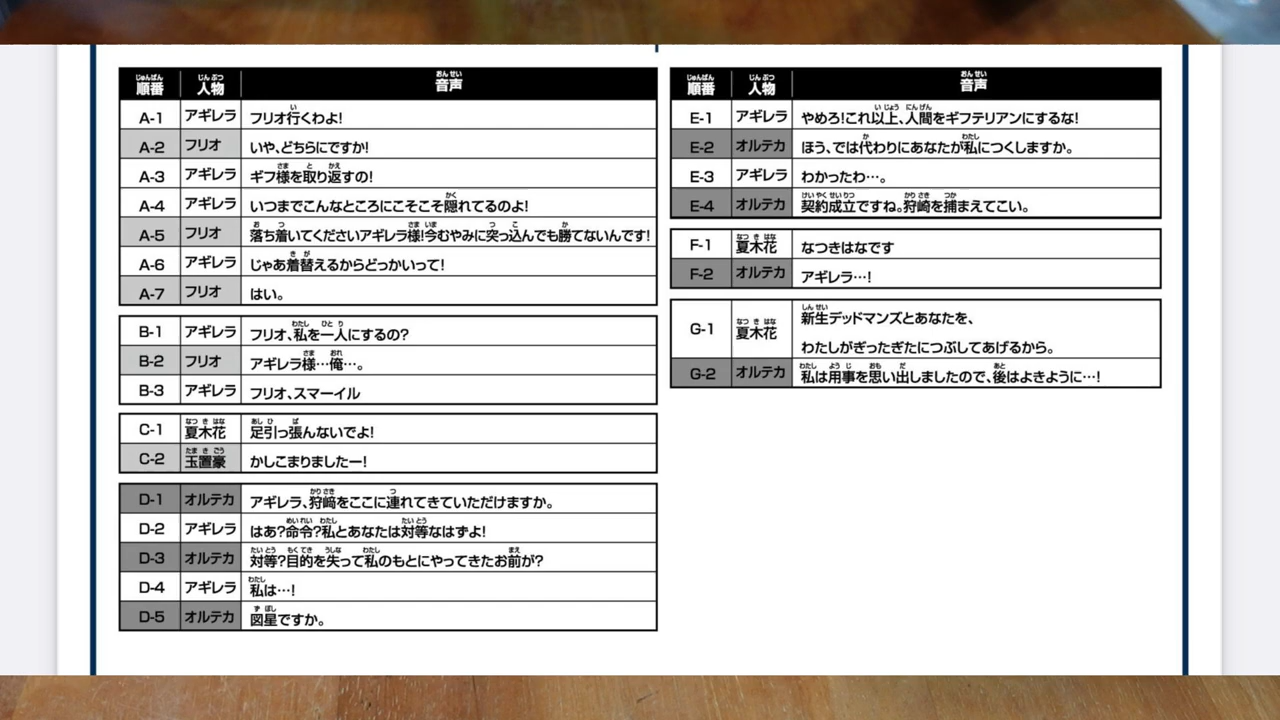 順番 人物 音声
A-1 アギレラ フリオ行くわよ!
A-2 フリオ いや、どちらにですか!
A-3 アギレラ ギフ様を取り返すの!
A-4 アギレラ いつまでこんなところにこそこそ隠れてるのよ!
A-5 フリオ 落ち着いてくださいアギレラ様!今むやみに突っ込んでも勝てないんです!
A-6 アギレラ じゃあ着替えるからどっかいって!
A-7 フリオ はい。
B-1 アギレラ フリオ、私を一人にするの?
B-2 フリオ アギレラ様…俺…。
B-3 アギレラ フリオ、スマーイル
C-1 夏木花 足引っ張んないでよ!
C-2 玉置豪 かしこまりましたー!
D-1 オルテカ アギレラ、狩﨑をここに連れてきていただけますか。
D-2 アギレラ はあ?命令?私とあなたは対等なはずよ!
D-3 オルテカ 対等?目的を失って私のもとにやってきたお前が?
D-4 アギレラ 私は…!
D-5 オルテカ 図星ですか。
順番 人物 音声
E-1 アギレラ やめろ!これ以上、人間をギフテリアンにするな!
E-2 オルテカ ほう、では代わりにあなたが私につくしますか。
E-3 アギレラ わかったわ…。
E-4 オルテカ 契約成立ですね。狩崎を捕まえてこい。
F-1 夏木花 なつきはなです
F-2 オルテカ アギレラ…!
G-1 夏木花 新生デッドマンズとあなたを、
わたしがぎったぎたにつぶしてあげるから。
G-2 オルテカ 私は用事を思い出しましたので、後はよきように…!